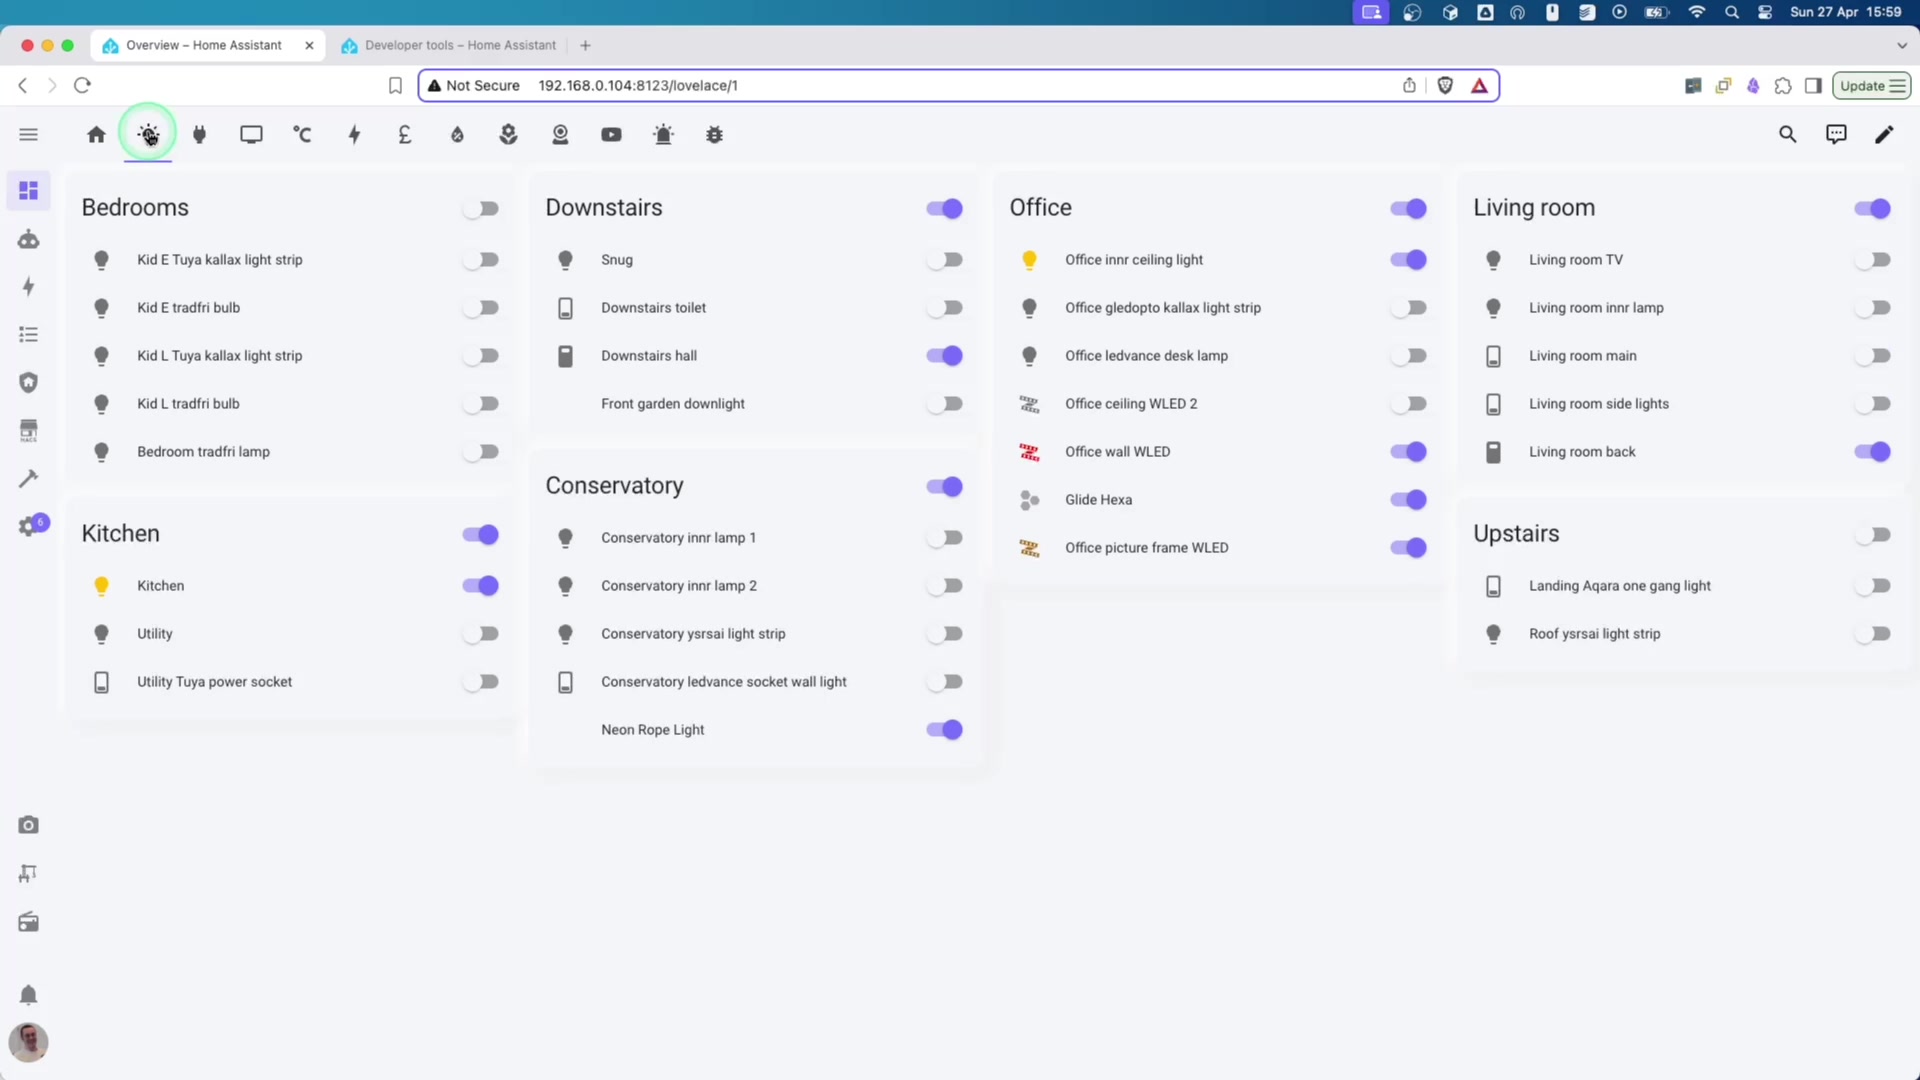 Sun 27 Apr 15:59
Overview – Home Assistant
Developer tools – Home Assistant
Not Secure 192.168.0.104:8123/lovelace/1
Update
°C
£
Bedrooms
Kid E Tuya kallax light strip
Kid E tradfri bulb
Kid L Tuya kallax light strip
Kid L tradfri bulb
Bedroom tradfri lamp
Kitchen
Kitchen
Utility
Utility Tuya power socket
Downstairs
Snug
Downstairs toilet
Downstairs hall
Front garden downlight
Conservatory
Conservatory innr lamp 1
Conservatory innr lamp 2
Conservatory ysrsai light strip
Conservatory ledvance socket wall light
Neon Rope Light
Office
Office innr ceiling light
Office gledopto kallax light strip
Office ledvance desk lamp
Office ceiling WLED 2
Office wall WLED
Glide Hexa
Office picture frame WLED
Living room
Living room TV
Living room innr lamp
Living room main
Living room side lights
Living room back
Upstairs
Landing Aqara one gang light
Roof ysrsai light strip
HACS
6